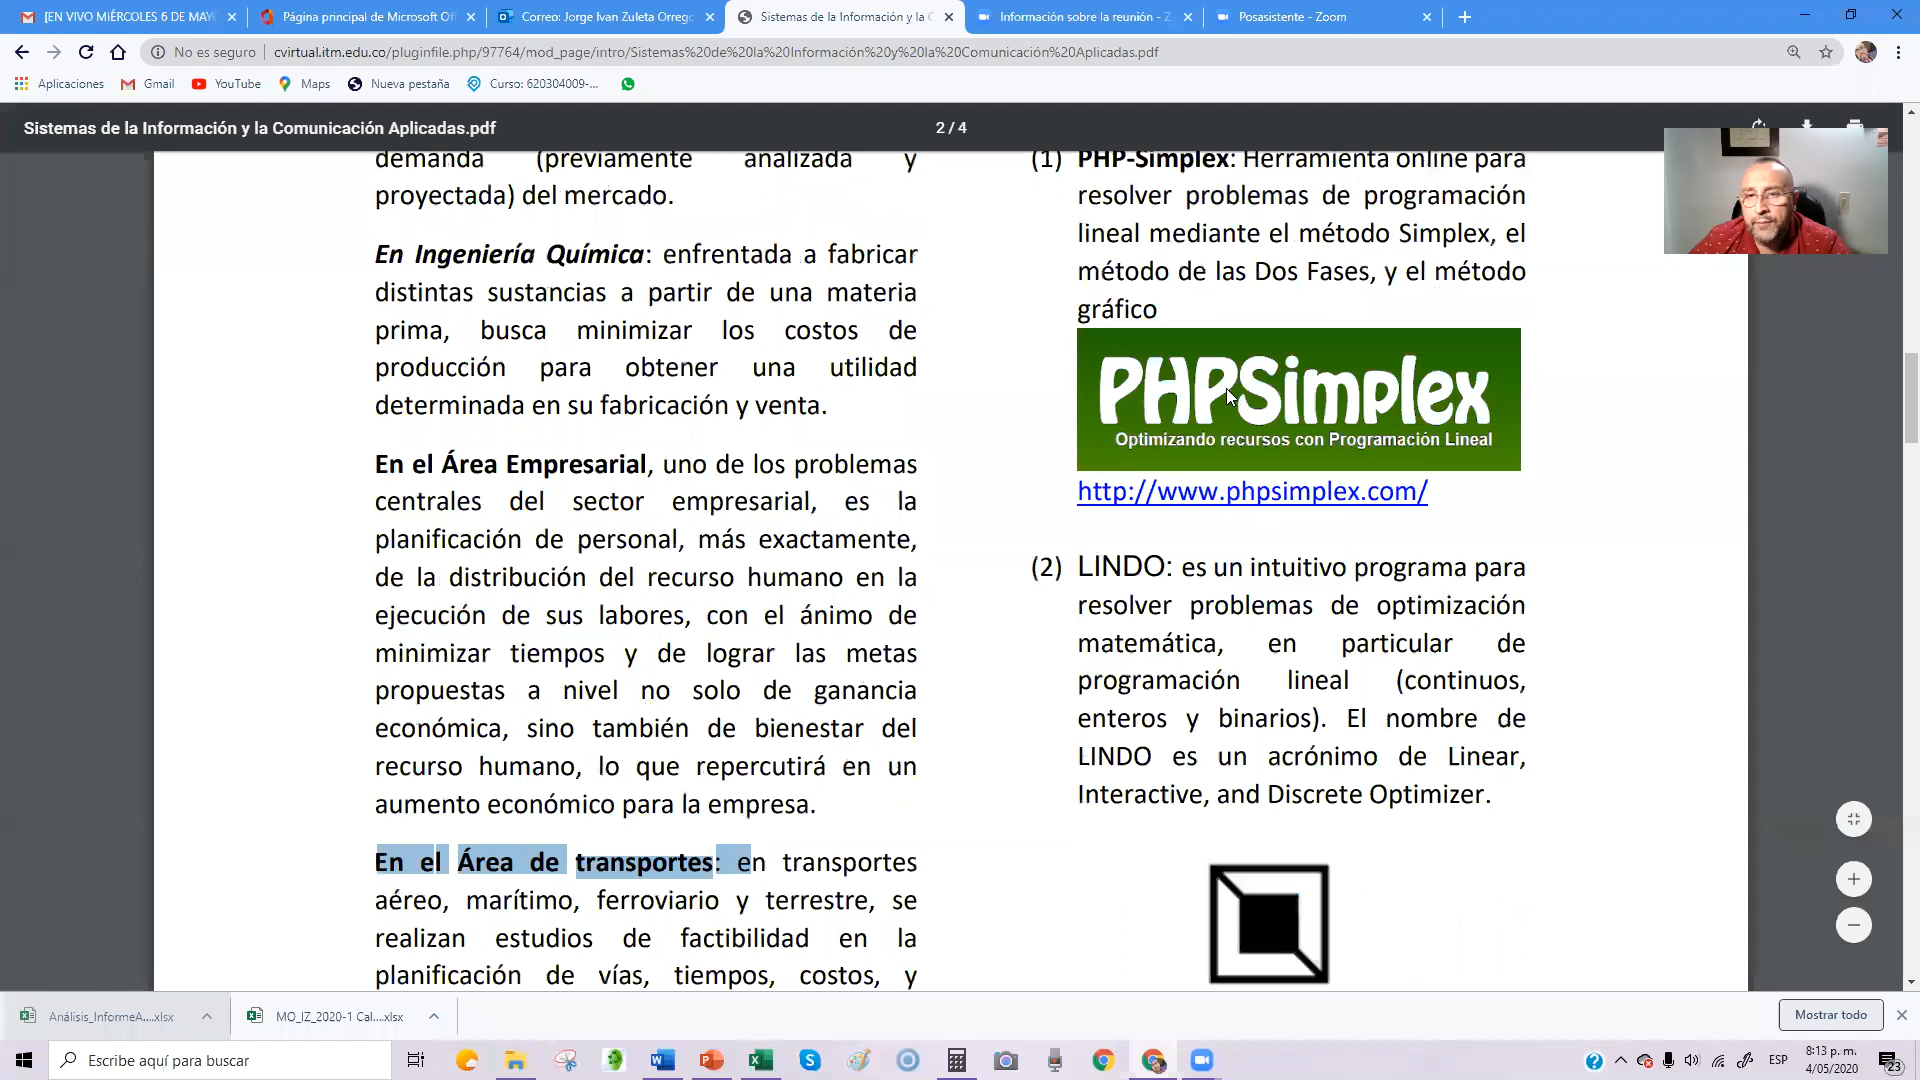 [EN VIVO MIÉRCOLES 6 DE MAY
Página principal de Microsoft Of
Correo: Jorge Ivan Zuleta Orrego
Sistemas de la Información y la C
Información sobre la reunión - Z
Posasistente - Zoom
No es seguro
cvirtual.itm.edu.co/pluginfile.php/97764/mod_page/intro/Sistemas%20de%20la%20Información%20y%20la%20Comunicación%20Aplicadas.pdf
Aplicaciones
Gmail
YouTube
Maps
Nueva pestaña
Curso: 620304009-...
Sistemas de la Información y la Comunicación Aplicadas.pdf
2 / 4
demanda (previamente analizada y
proyectada) del mercado.
En Ingeniería Química: enfrentada a fabricar
distintas sustancias a partir de una materia
prima, busca minimizar los costos de
producción para obtener una utilidad
determinada en su fabricación y venta.
En el Área Empresarial, uno de los problemas
centrales del sector empresarial, es la
planificación de personal, más exactamente,
de la distribución del recurso humano en la
ejecución de sus labores, con el ánimo de
minimizar tiempos y de lograr las metas
propuestas a nivel no solo de ganancia
económica, sino también de bienestar del
recurso humano, lo que repercutirá en un
aumento económico para la empresa.
En el Área de transportes: en transportes
aéreo, marítimo, ferroviario y terrestre, se
realizan estudios de factibilidad en la
planificación de vías, tiempos, costos, y
(1) PHP-Simplex: Herramienta online para
resolver problemas de programación
lineal mediante el método Simplex, el
método de las Dos Fases, y el método
gráfico
PHPSimplex
Optimizando recursos con Programación Lineal
http://www.phpsimplex.com/
(2) LINDO: es un intuitivo programa para
resolver problemas de optimización
matemática, en particular de
programación lineal (continuos,
enteros y binarios). El nombre de
LINDO es un acrónimo de Linear,
Interactive, and Discrete Optimizer.
Análisis_InformeA....xlsx
MO_IZ_2020-1 Cal....xlsx
Mostrar todo
Escribe aquí para buscar
ESP
8:13 p. m.
4/05/2020
23